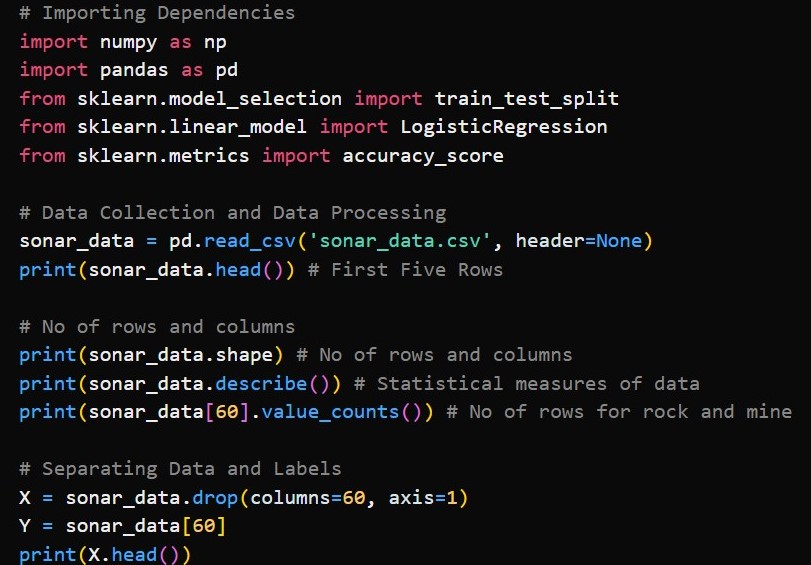 # Importing Dependencies
import numpy as np
import pandas as pd
from sklearn.model_selection import train_test_split
from sklearn.linear_model import LogisticRegression
from sklearn.metrics import accuracy_score

# Data Collection and Data Processing
sonar_data = pd.read_csv('sonar_data.csv', header=None)
print(sonar_data.head()) # First Five Rows

# No of rows and columns
print(sonar_data.shape) # No of rows and columns
print(sonar_data.describe()) # Statistical measures of data
print(sonar_data[60].value_counts()) # No of rows for rock and mine

# Separating Data and Labels
X = sonar_data.drop(columns=60, axis=1)
Y = sonar_data[60]
print(X.head())